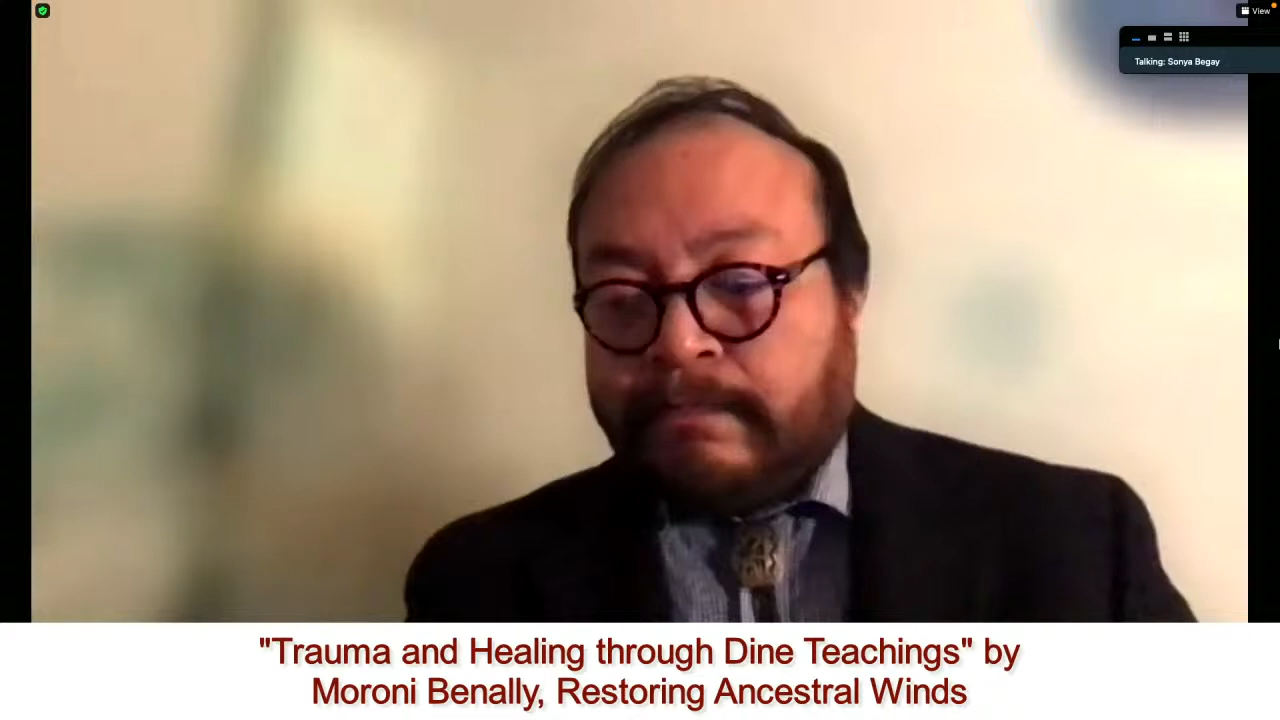 View
Talking: Sonya Begay
"Trauma and Healing through Dine Teachings" by
Moroni Benally, Restoring Ancestral Winds